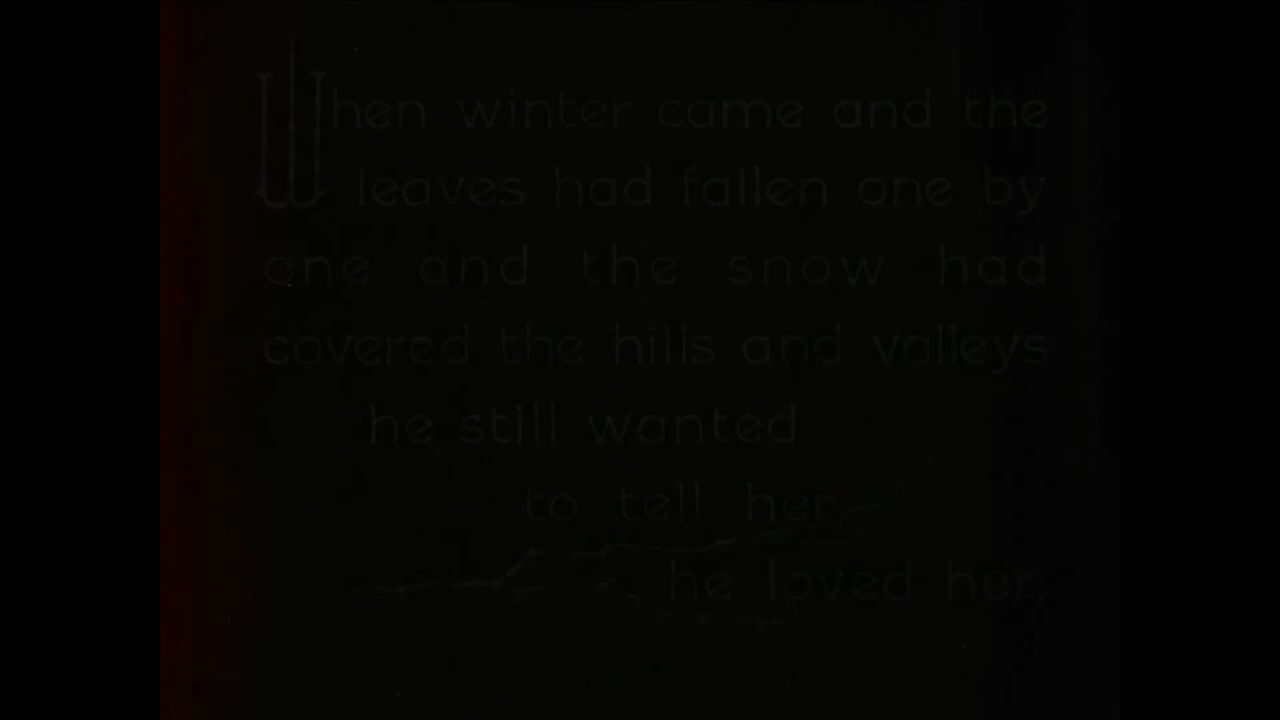 When winter came and the
leaves had fallen one by
one and the snow had
covered the hills and valleys
he still wanted
to tell her
he loved her.